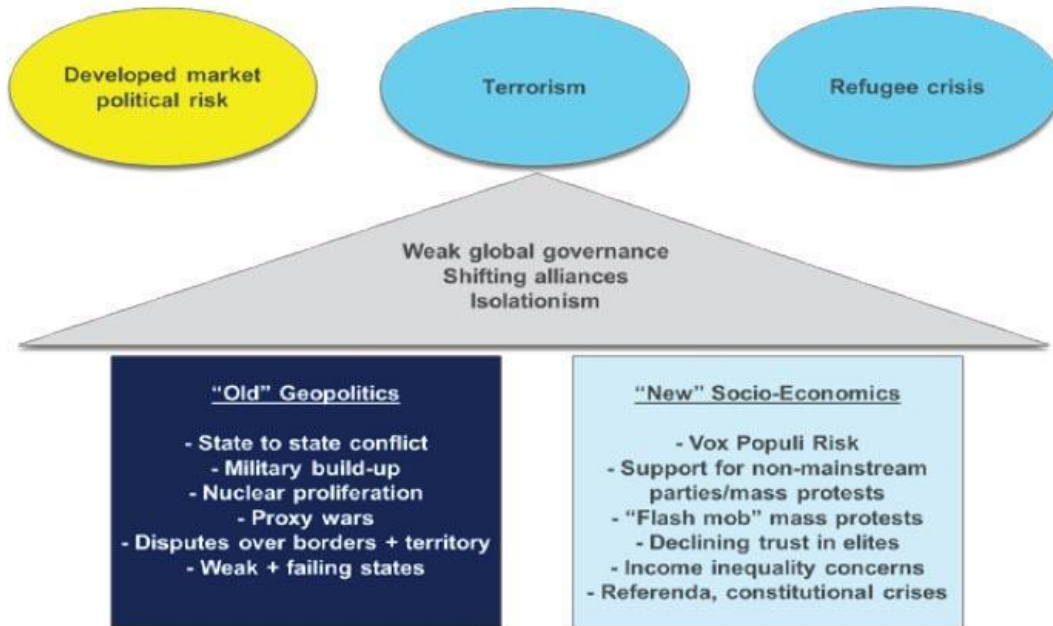 Developed market
political risk
Terrorism
Refugee crisis
Weak global governance
Shifting alliances
Isolationism
“Old” Geopolitics
- State to state conflict
- Military build-up
- Nuclear proliferation
- Proxy wars
- Disputes over borders + territory
- Weak + failing states
“New” Socio-Economics
- Vox Populi Risk
- Support for non-mainstream
parties/mass protests
- “Flash mob” mass protests
- Declining trust in elites
- Income inequality concerns
- Referenda, constitutional crises